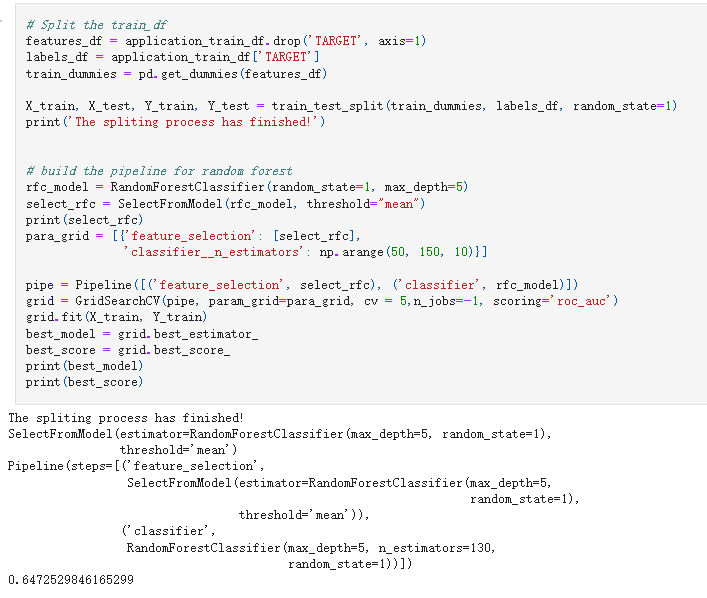 # Split the train_df
features_df = application_train_df.drop('TARGET', axis=1)
labels_df = application_train_df['TARGET']
train_dummies = pd.get_dummies(features_df)
X_train, X_test, Y_train, Y_test = train_test_split(train_dummies, labels_df, random_state=1)
print('The spliting process has finished!')
# build the pipeline for random forest
rfc_model = RandomForestClassifier(random_state=1, max_depth=5)
select_rfc = SelectFromModel(rfc_model, threshold="mean")
print(select_rfc)
para_grid = [{'feature_selection': [select_rfc],
'classifier__n_estimators': np.arange(50, 150, 10)}]
pipe = Pipeline([('feature_selection', select_rfc), ('classifier', rfc_model)])
grid = GridSearchCV(pipe, param_grid=para_grid, cv = 5,n_jobs=-1, scoring='roc_auc')
grid.fit(X_train, Y_train)
best_model = grid.best_estimator_
best_score = grid.best_score_
print(best_model)
print(best_score)
The spliting process has finished!
SelectFromModel(estimator=RandomForestClassifier(max_depth=5, random_state=1),
threshold='mean')
Pipeline(steps=[('feature_selection',
SelectFromModel(estimator=RandomForestClassifier(max_depth=5,
random_state=1),
threshold='mean')),
('classifier',
RandomForestClassifier(max_depth=5, n_estimators=130,
random_state=1))])
0.6472529846165299